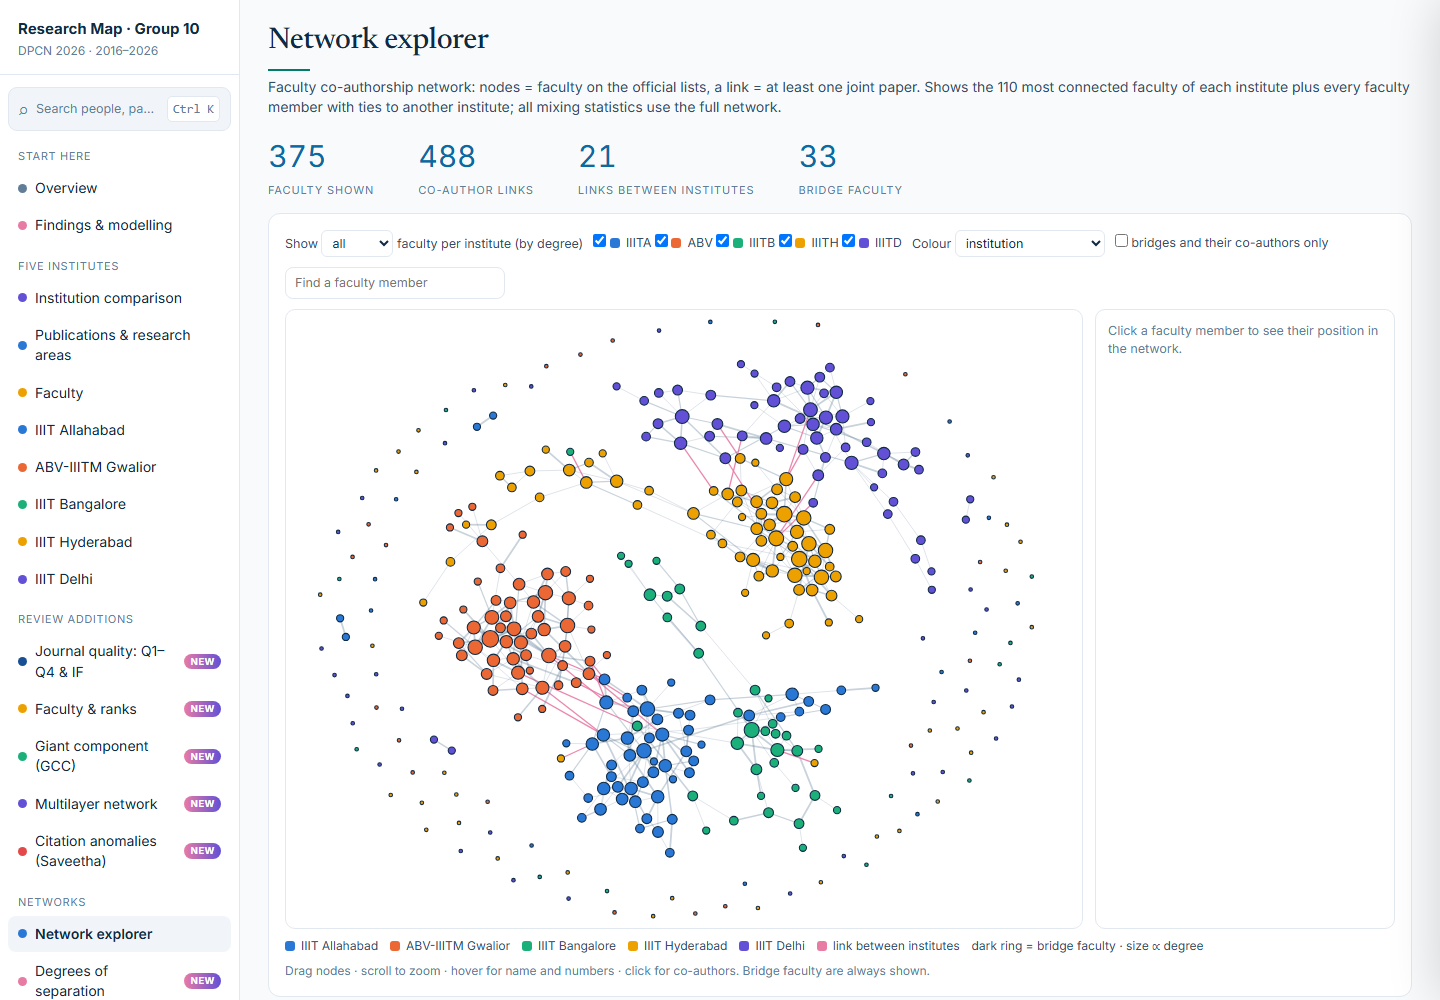 Research Map · Group 10
DPCN 2026 · 2016–2026
Search people, pa...
Ctrl K
START HERE
Overview
Findings & modelling
FIVE INSTITUTES
Institution comparison
Publications & research
areas
Faculty
IIIT Allahabad
ABV-IIITM Gwalior
IIIT Bangalore
IIIT Hyderabad
IIIT Delhi
REVIEW ADDITIONS
Journal quality: Q1–
Q4 & IF
NEW
Faculty & ranks
NEW
Giant component
(GCC)
NEW
Multilayer network
NEW
Citation anomalies
(Saveetha)
NEW
NETWORKS
Network explorer
Degrees of
separation
NEW
Network explorer
Faculty co-authorship network: nodes = faculty on the official lists, a link = at least one joint paper. Shows the 110 most connected faculty of each institute plus every faculty
member with ties to another institute; all mixing statistics use the full network.
375
FACULTY SHOWN
488
CO-AUTHOR LINKS
21
LINKS BETWEEN INSTITUTES
33
BRIDGE FACULTY
Show all faculty per institute (by degree) IIITA ABV IIITB IIITH IIITD Colour institution bridges and their co-authors only
Find a faculty member
Click a faculty member to see their position in
the network.
IIIT Allahabad ABV-IIITM Gwalior IIIT Bangalore IIIT Hyderabad IIIT Delhi link between institutes dark ring = bridge faculty · size ∝ degree
Drag nodes · scroll to zoom · hover for name and numbers · click for co-authors. Bridge faculty are always shown.